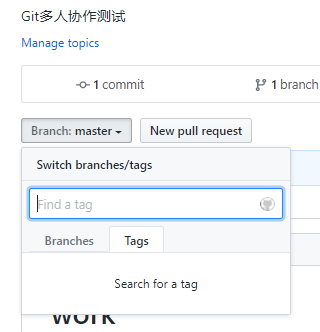 Git多人协作测试
Manage topics
1 commit
1 branch
Branch: master
New pull request
Switch branches/tags
Find a tag
Branches
Tags
Search for a tag
work